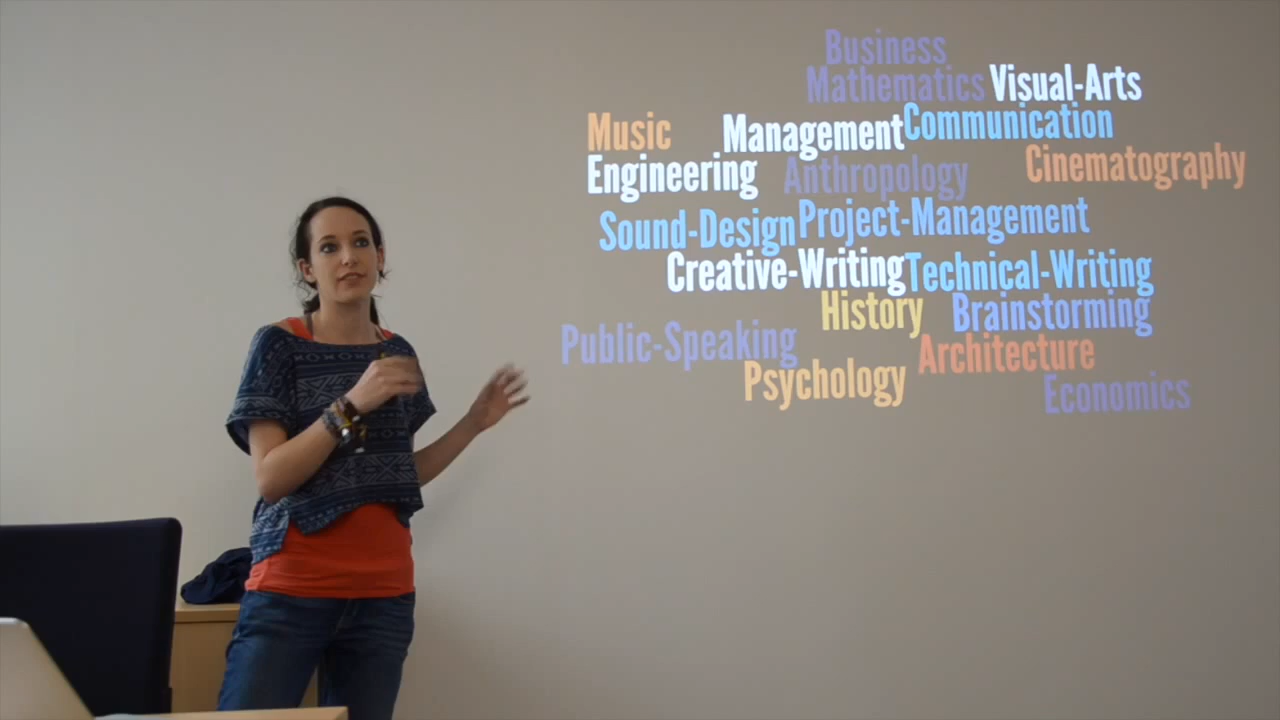 Business
Mathematics Visual-Arts
Music Management Communication
Engineering Anthropology Cinematography
Sound-Design Project-Management
Creative-Writing Technical-Writing
History Brainstorming
Public-Speaking Architecture
Psychology Economics